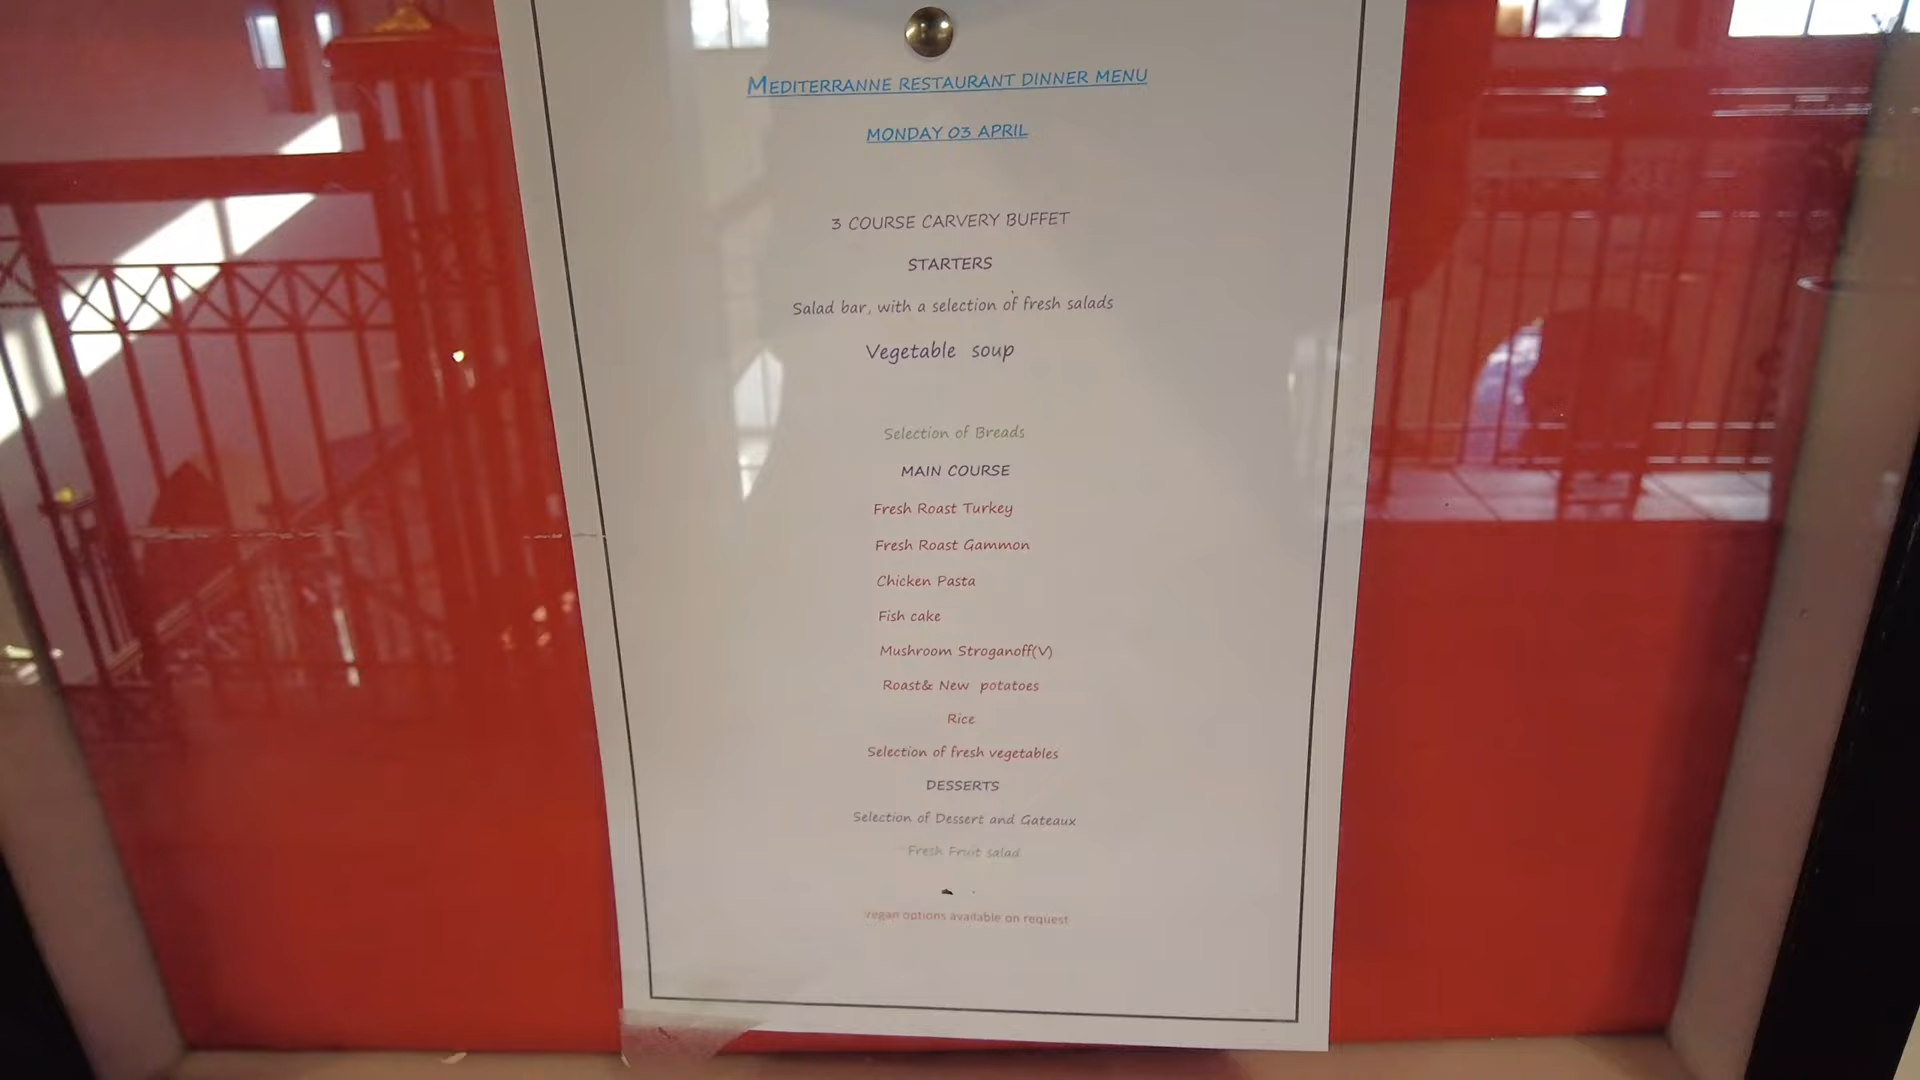 MEDITERRANNE RESTAURANT DINNER MENU
MONDAY 03 APRIL
3 COURSE CARVERY BUFFET
STARTERS
Salad bar, with a selection of fresh salads
Vegetable soup
Selection of Breads
MAIN COURSE
Fresh Roast Turkey
Fresh Roast Gammon
Chicken Pasta
Fish cake
Mushroom Stroganoff(V)
Roast& New potatoes
Rice
Selection of fresh vegetables
DESSERTS
Selection of Dessert and Gateaux
Fresh Fruit salad
vegan options available on request